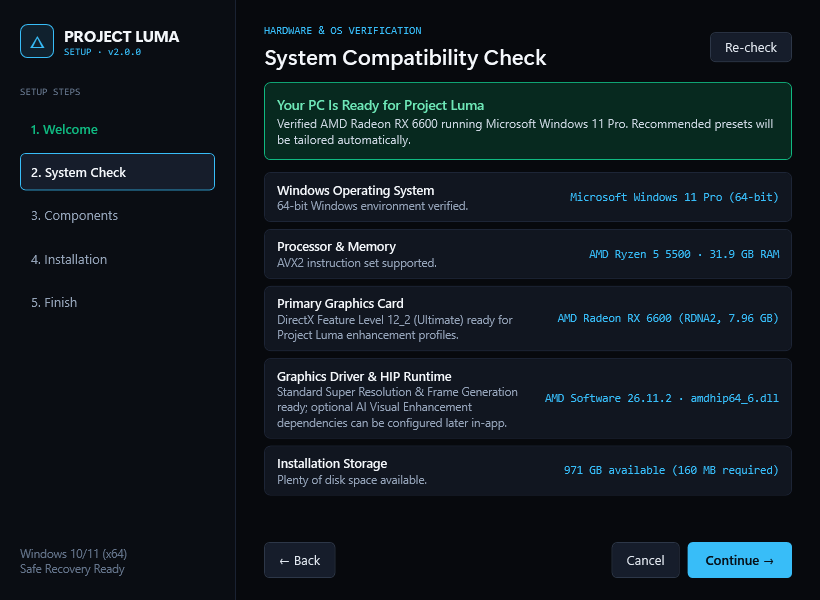 PROJECT LUMA
SETUP · v2.0.0
SETUP STEPS
1. Welcome
2. System Check
3. Components
4. Installation
5. Finish
Windows 10/11 (x64)
Safe Recovery Ready
HARDWARE & OS VERIFICATION
System Compatibility Check
Re-check
Your PC Is Ready for Project Luma
Verified AMD Radeon RX 6600 running Microsoft Windows 11 Pro. Recommended presets will
be tailored automatically.
Windows Operating System
64-bit Windows environment verified.
Microsoft Windows 11 Pro (64-bit)
Processor & Memory
AVX2 instruction set supported.
AMD Ryzen 5 5500 · 31.9 GB RAM
Primary Graphics Card
DirectX Feature Level 12_2 (Ultimate) ready for
Project Luma enhancement profiles.
AMD Radeon RX 6600 (RDNA2, 7.96 GB)
Graphics Driver & HIP Runtime
Standard Super Resolution & Frame Generation
ready; optional AI Visual Enhancement
dependencies can be configured later in-app.
AMD Software 26.11.2 · amdhip64_6.dll
Installation Storage
Plenty of disk space available.
971 GB available (160 MB required)
← Back
Cancel
Continue →